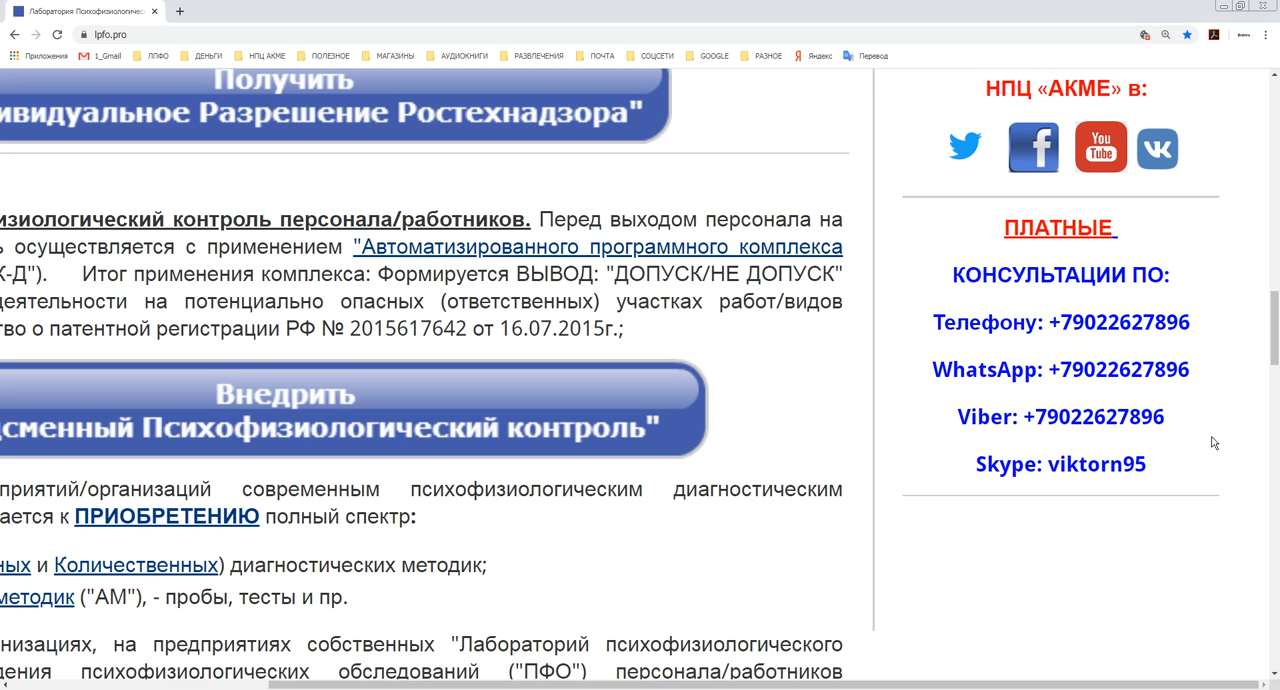 Лаборатория Психофизиологичес
lpfo.pro
Приложения 1_Gmail ЛПФО ДЕНЬГИ НПЦ АКМЕ ПОЛЕЗНОЕ МАГАЗИНЫ АУДИОКНИГИ РАЗВЛЕЧЕНИЯ ПОЧТА СОЦСЕТИ GOOGLE РАЗНОЕ Яндекс Перевод
Получить
ивидуальное Разрешение Ростехнадзора"
изиологический контроль персонала/работников. Перед выходом персонала на
ь осуществляется с применением "Автоматизированного программного комплекса
К-Д"). Итог применения комплекса: Формируется ВЫВОД: "ДОПУСК/НЕ ДОПУСК"
деятельности на потенциально опасных (ответственных) участках работ/видов
тво о патентной регистрации РФ № 2015617642 от 16.07.2015г.;
Внедрить
дсменный Психофизиологический контроль"
приятий/организаций современным психофизиологическим диагностическим
ается к ПРИОБРЕТЕНИЮ полный спектр:
ных и Количественных) диагностических методик;
методик ("АМ"), - пробы, тесты и пр.
низациях, на предприятиях собственных "Лабораторий психофизиологического
дения психофизиологических обследований ("ПФО") персонала/работников
НПЦ «АКМЕ» в:
You
Tube
ПЛАТНЫЕ
КОНСУЛЬТАЦИИ ПО:
Телефону: +79022627896
WhatsApp: +79022627896
Viber: +79022627896
Skype: viktorn95